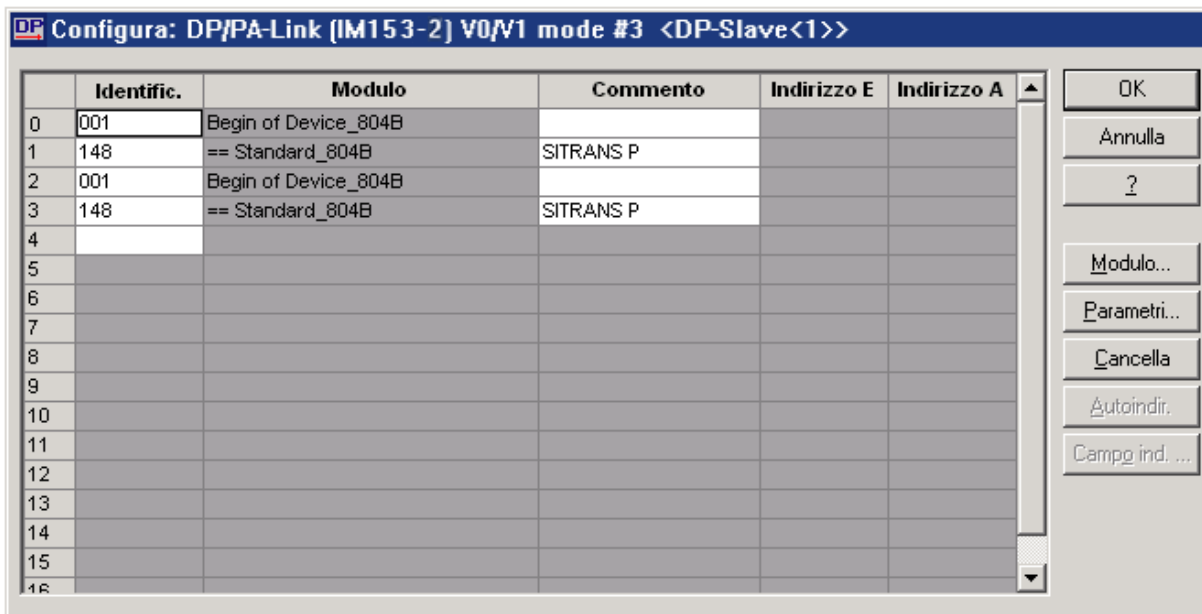 DP Configura: DP/PA-Link (IM153-2) V0/V1 mode #3 <DP-Slave<1>>
Identific. Modulo Commento Indirizzo E Indirizzo A
0 001 Begin of Device_804B
1 148 == Standard_804B SITRANS P
2 001 Begin of Device_804B
3 148 == Standard_804B SITRANS P
4
5
6
7
8
9
10
11
12
13
14
15
16
OK
Annulla
?
Modulo...
Parametri...
Cancella
Autoindir.
Campo ind. ...